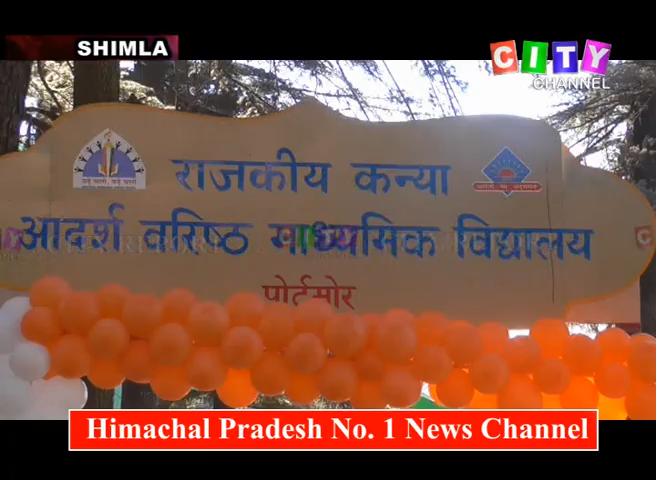 SHIMLA
CITY
CHANNEL
राजकीय कन्या
आदर्श वरिष्ठ माध्यमिक विद्यालय
पोर्टमोर
Himachal Pradesh No. 1 News Channel